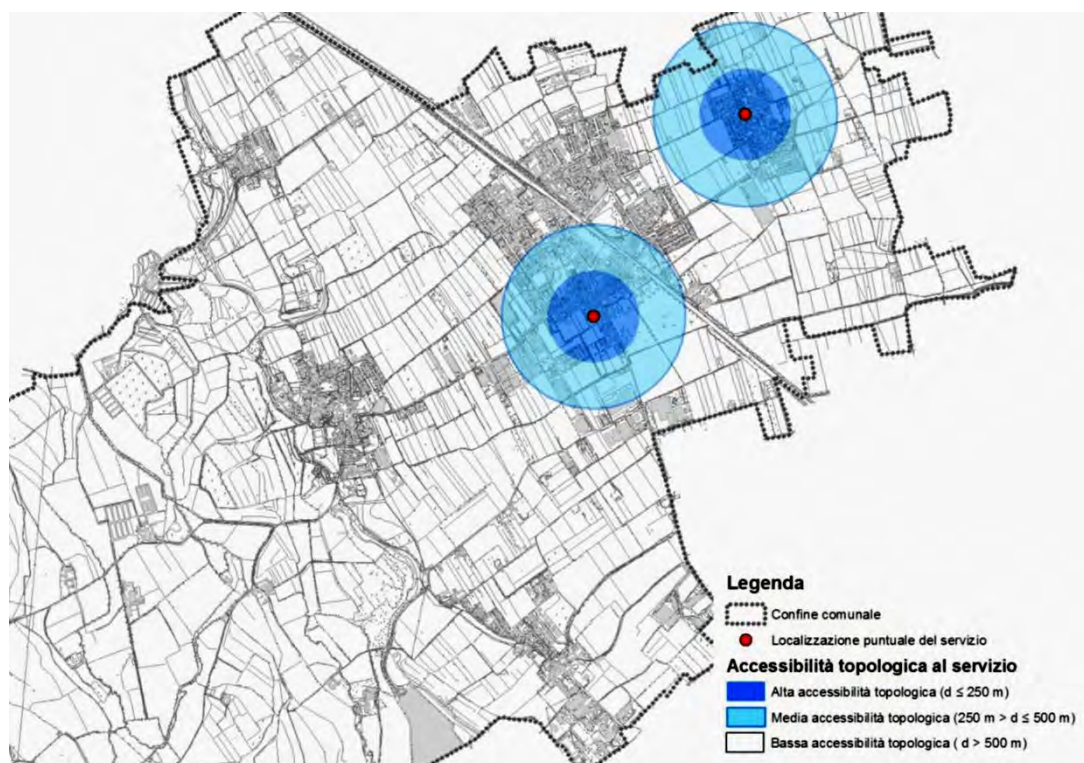 Legenda
Confine comunale
Localizzazione puntuale del servizio
Accessibilità topologica al servizio
Alta accessibilità topologica (d ≤ 250 m)
Media accessibilità topologica (250 m > d ≤ 500 m)
Bassa accessibilità topologica ( d > 500 m)